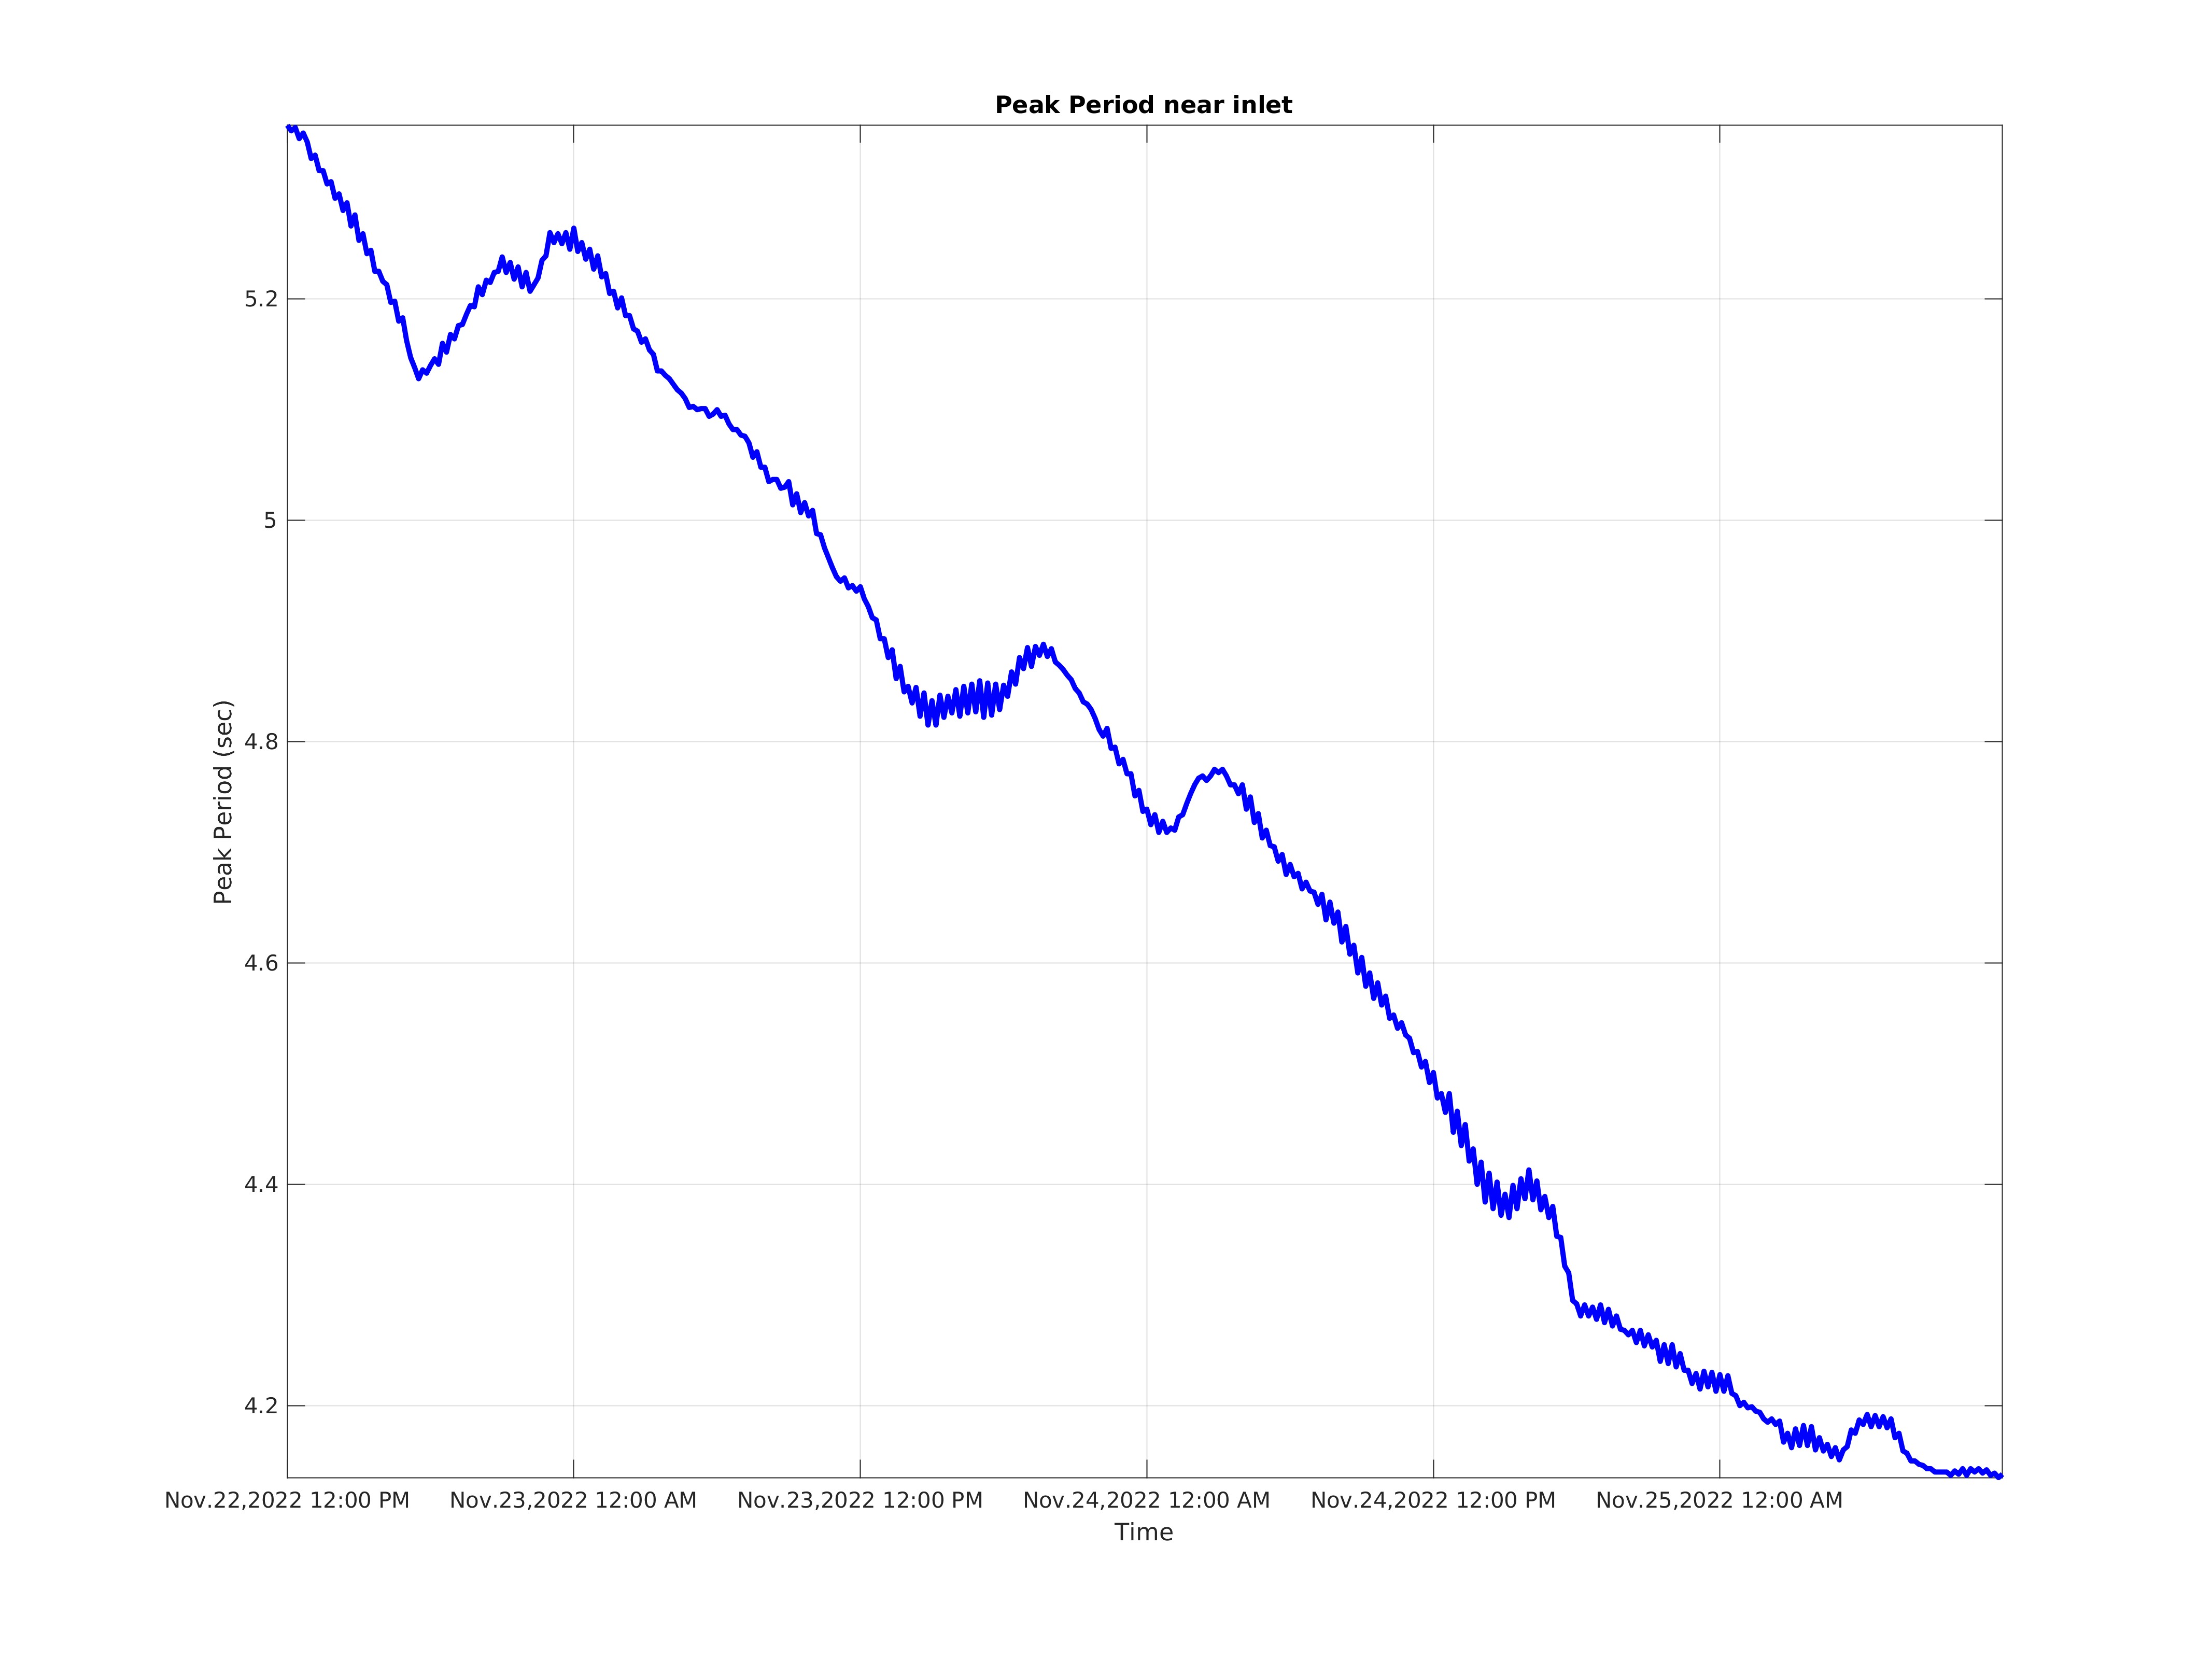 Peak Period near inlet
Peak Period (sec)
5.2
5
4.8
4.6
4.4
4.2
Nov.22,2022 12:00 PM
Nov.23,2022 12:00 AM
Nov.23,2022 12:00 PM
Nov.24,2022 12:00 AM
Nov.24,2022 12:00 PM
Nov.25,2022 12:00 AM
Time